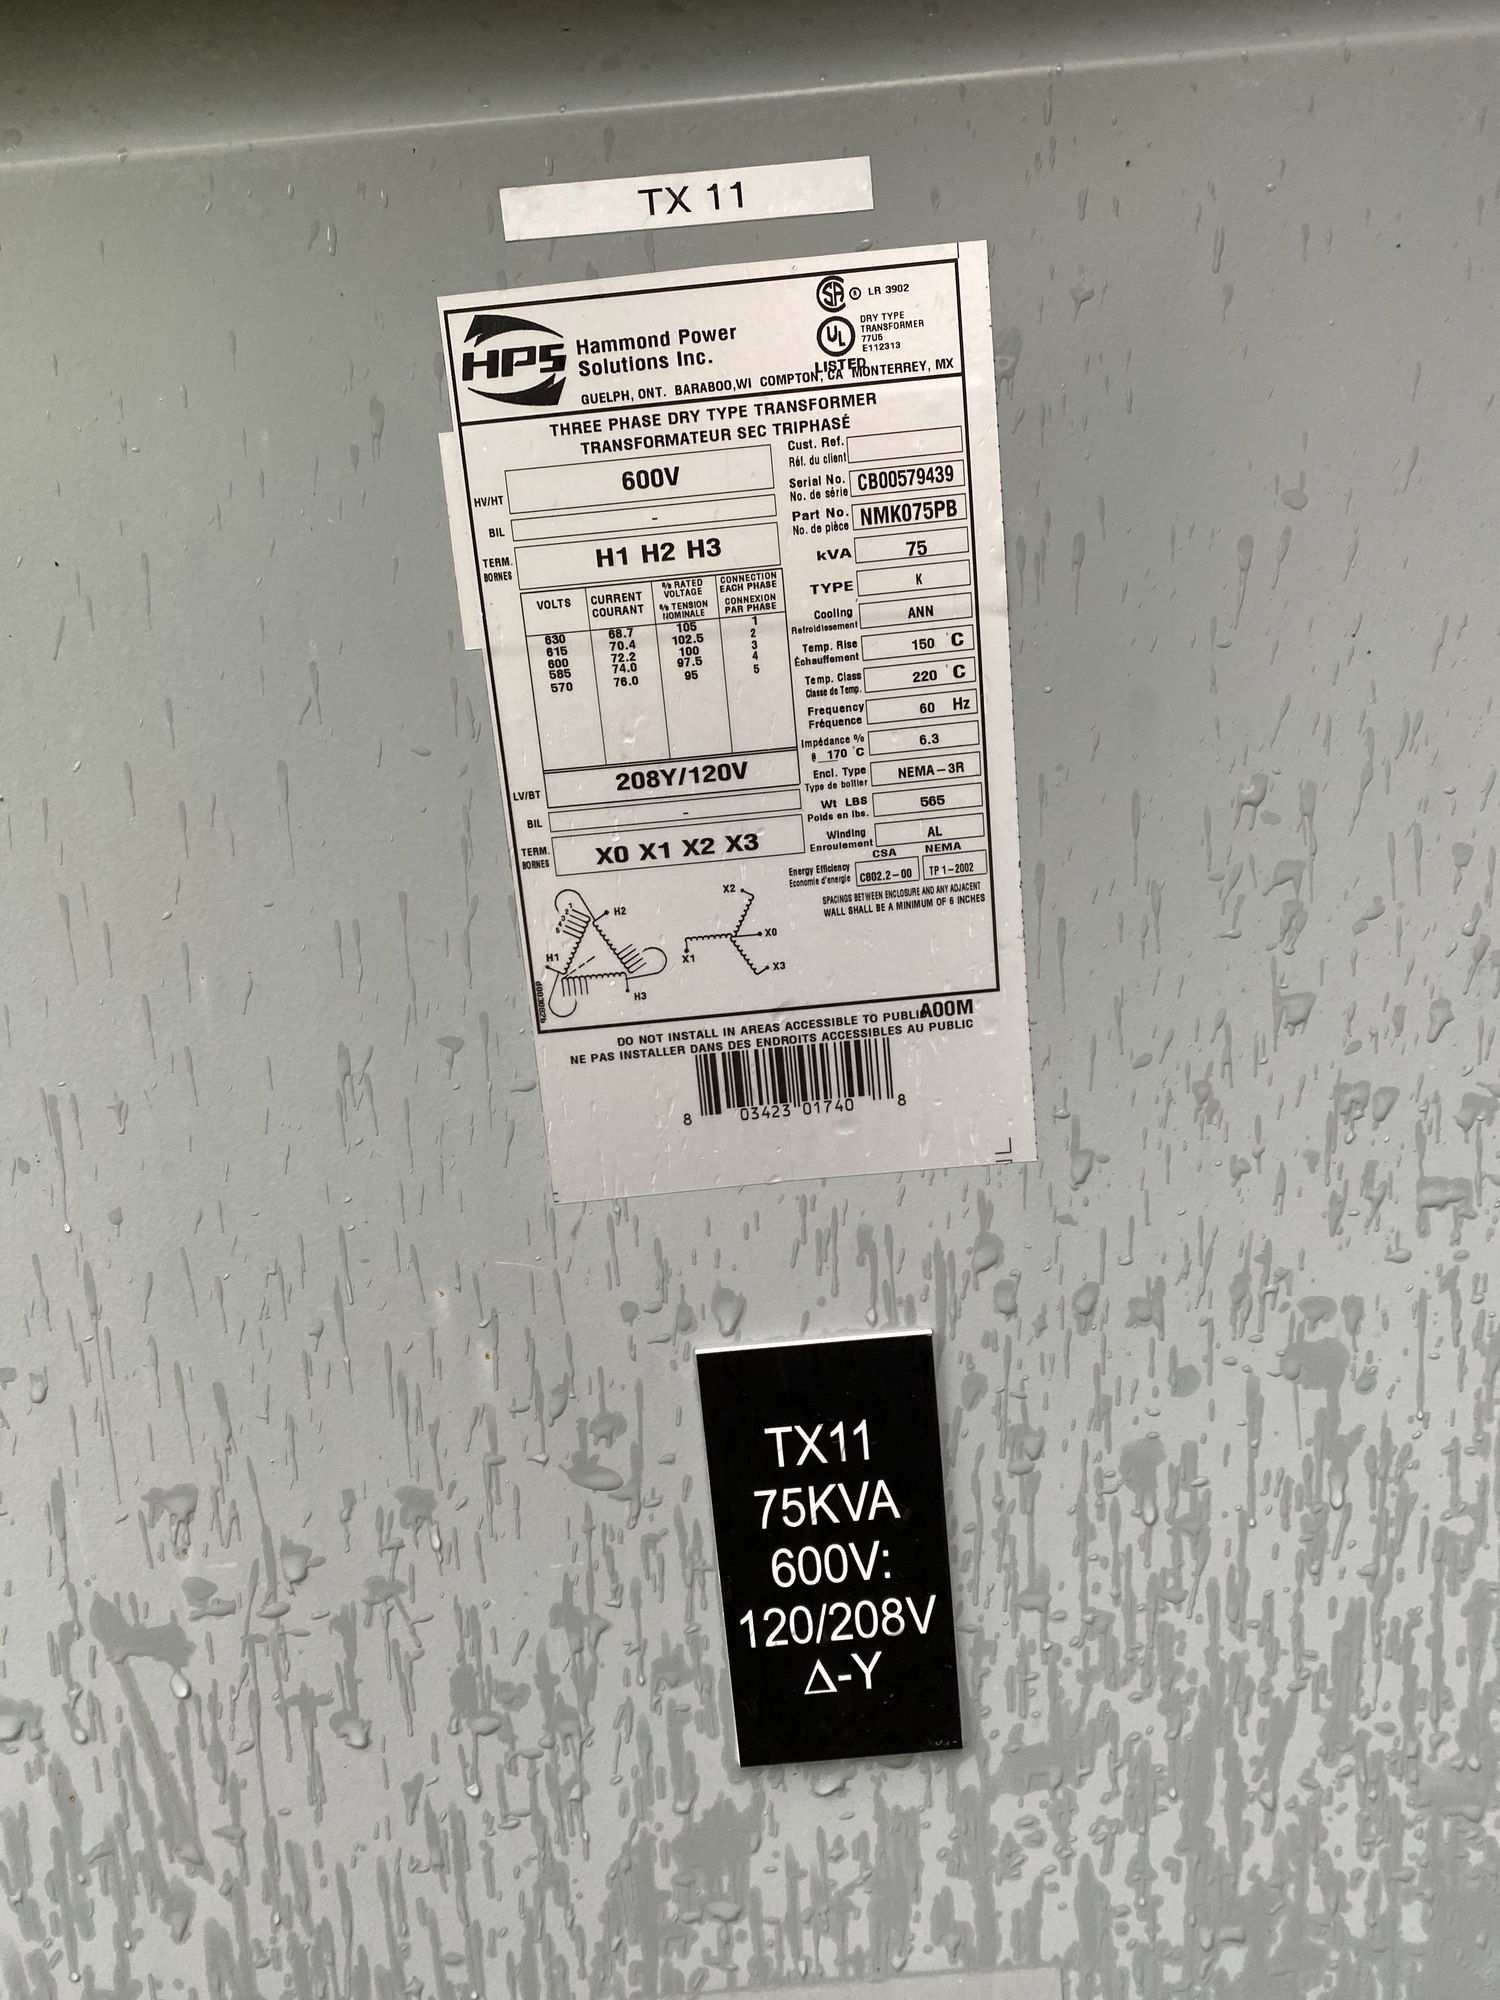 TX 11
HPS
Hammond Power
Solutions Inc.
SA ® LR 3902
UL
LISTED
DRY TYPE
TRANSFORMER
77U5
E112313
GUELPH, ONT. BARABOO,WI COMPTON, CA MONTERREY, MX
THREE PHASE DRY TYPE TRANSFORMER
TRANSFORMATEUR SEC TRIPHASÉ
HV/HT 600V
BIL -
TERM. H1 H2 H3
BORNES
VOLTS CURRENT COURANT % RATED VOLTAGE % TENSION NOMINALE CONNECTION EACH PHASE CONNEXION PAR PHASE
630 68.7 105 1
615 70.4 102.5 2
600 72.2 100 3
585 74.0 97.5 4
570 76.0 95 5
LV/BT 208Y/120V
BIL -
TERM. X0 X1 X2 X3
BORNES
Cust. Ref.
Réf. du client
Serial No. CB00579439
No. de série
Part No. NMK075PB
No. de pièce
kVA 75
TYPE K
Cooling ANN
Refroidissement
Temp. Rise 150 °C
Échauffement
Temp. Class 220 °C
Classe de Temp.
Frequency 60 Hz
Fréquence
Impédance % 6.3
@ 170 °C
Encl. Type NEMA-3R
Type de boîtier
Wt LBS 565
Poids en lbs.
Winding AL
Enroulement
CSA NEMA
Energy Efficiency C802.2-00 TP 1-2002
Economie d'energie
SPACINGS BETWEEN ENCLOSURE AND ANY ADJACENT
WALL SHALL BE A MINIMUM OF 6 INCHES
H2
H1
H3
X2
X0
X1
X3
A00M
DO NOT INSTALL IN AREAS ACCESSIBLE TO PUBLIC
NE PAS INSTALLER DANS DES ENDROITS ACCESSIBLES AU PUBLIC
8 03423 01740 8
TX11
75KVA
600V:
120/208V
Δ-Y